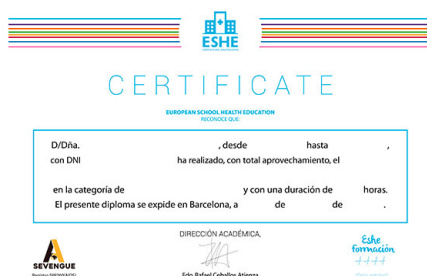 ESHE
CERTIFICATE
EUROPEAN SCHOOL HEALTH EDUCATION
RECONOCE QUE:
D/Dña. , desde hasta ,
con DNI ha realizado, con total aprovechamiento, el
en la categoría de y con una duración de horas.
El presente diploma se expide en Barcelona, a de de .
DIRECCIÓN ACADÉMICA,
SEVENGUE
Eshe
formación
Fdo. Rafael Ceballos Atienza